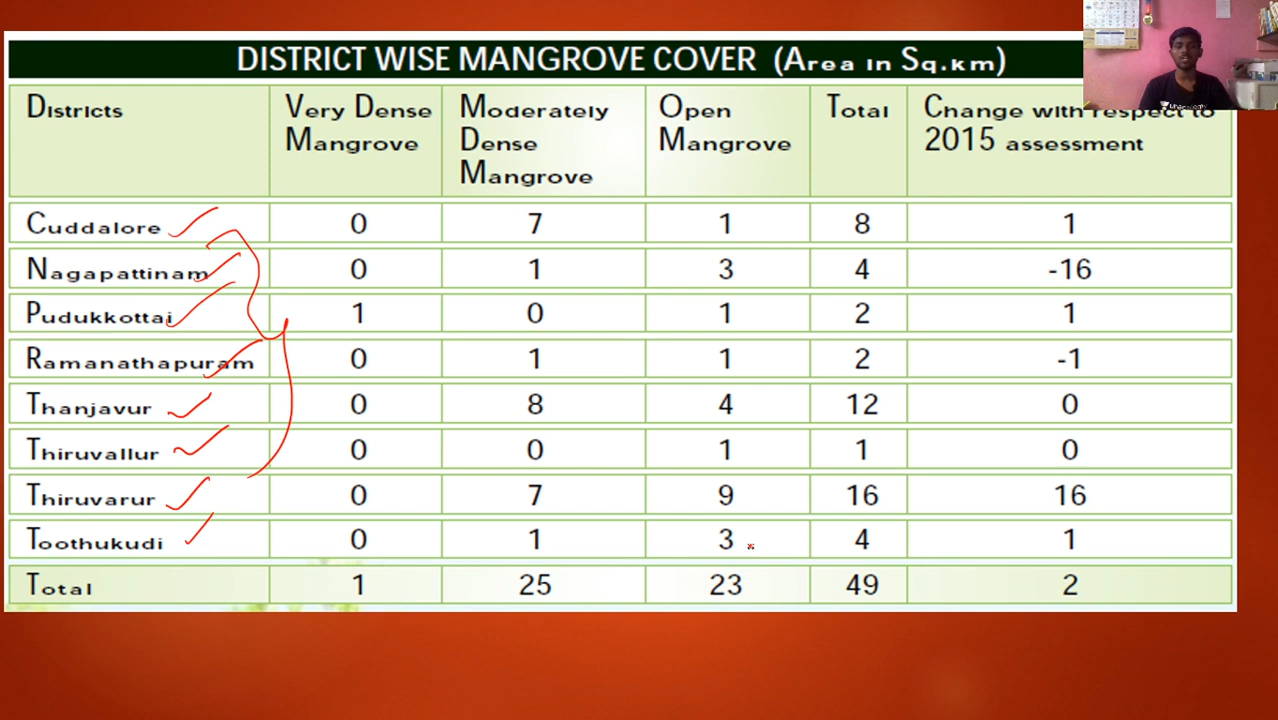 DISTRICT WISE MANGROVE COVER (Area in Sq.km)
Districts Very Dense Mangrove Moderately Dense Mangrove Open Mangrove Total Change with respect to 2015 assessment
Cuddalore 0 7 1 8 1
Nagapattinam 0 1 3 4 -16
Pudukkottai 1 0 1 2 1
Ramanathapuram 0 1 1 2 -1
Thanjavur 0 8 4 12 0
Thiruvallur 0 0 1 1 0
Thiruvarur 0 7 9 16 16
Toothukudi 0 1 3 4 1
Total 1 25 23 49 2